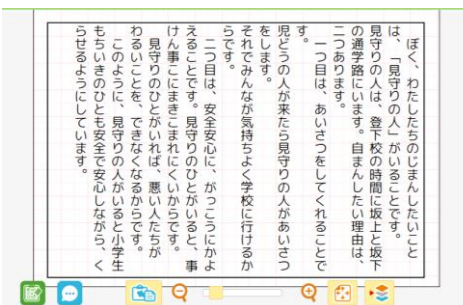 ぼく、わたしたちのじまんしたいこと
は、「見守りの人」がいることです。
見守りの人は、登下校の時間に坂上と坂下
の通学路にいます。自まんしたい理由は、
二つあります。
　一つ目は、あいさつをしてくれることで
す。
児どうの人が来たら見守りの人があいさつ
をします。
それでみんなが気持ちよく学校に行けるか
らです。
　二つ目は、安全安心に、がっこうにかよ
えることです。見守りのひとがいると、事
けん事こにまきこまれにくいからです。
　見守りのひとがいれば、悪い人たちが
わるいことを、できなくなるからです。
　このように、見守りの人がいると小学生
もちいきのひとも安全で安心しながら、く
らせるようにしています。